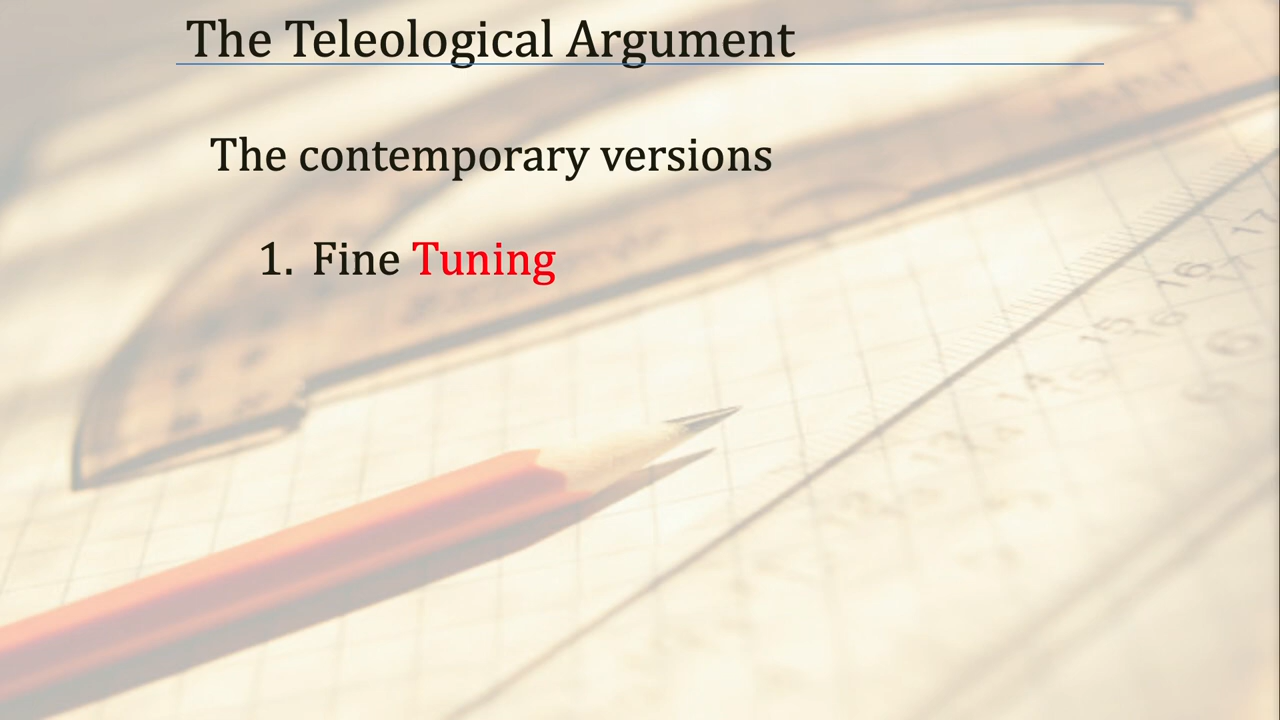 The Teleological Argument
The contemporary versions
1. Fine Tuning